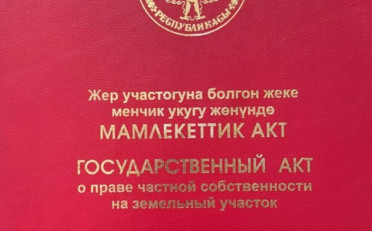 РЕСПУБЛИКАСЫ
Жер участогуна болгон жеке
менчик укугу жөнүндө
МАМЛЕКЕТТИК АКТ
ГОСУДАРСТВЕННЫЙ АКТ
о праве частной собственности
на земельный участок